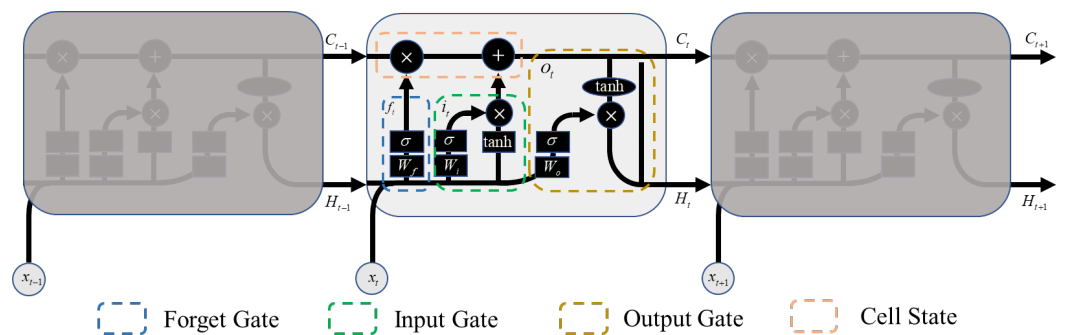 C_{t-1}
C_t
C_{t+1}
× + × + × +
o_t
tanh
f_t i_t
× × × × × ×
σ σ tanh σ
W_f W_i W_o
H_{t-1}
H_t
H_{t+1}
x_{t-1} x_t x_{t+1}
Forget Gate Input Gate Output Gate Cell State